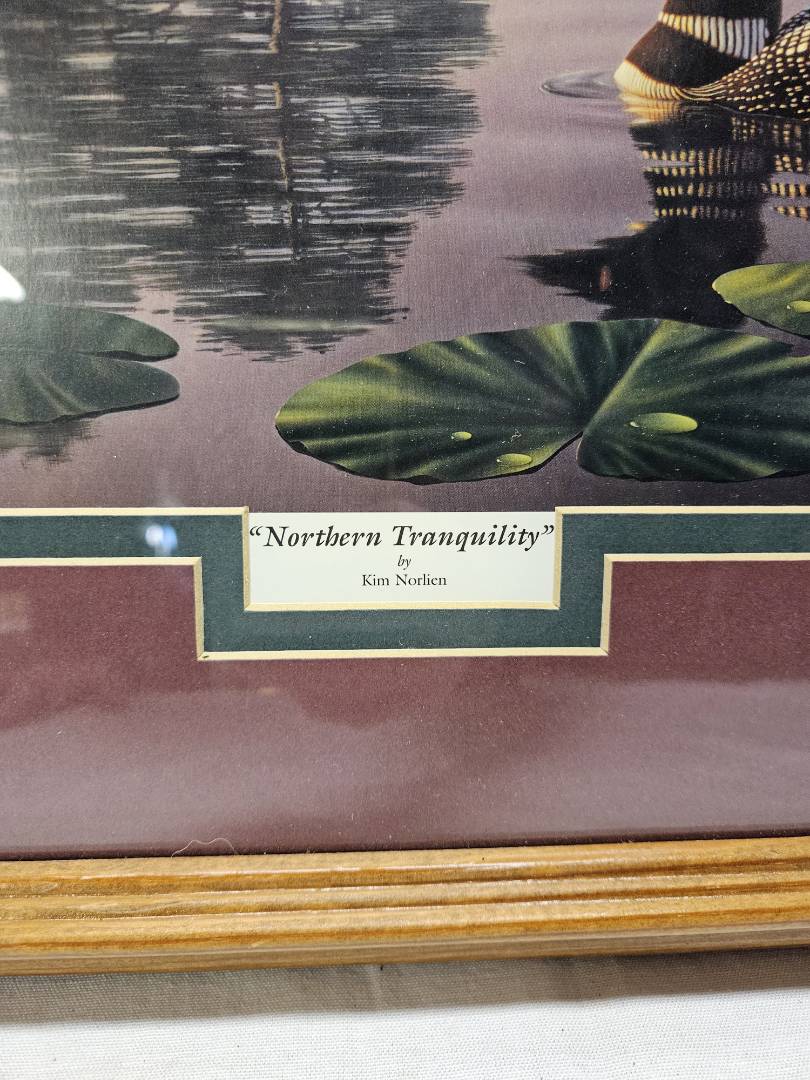 “Northern Tranquility”
by
Kim Norlien